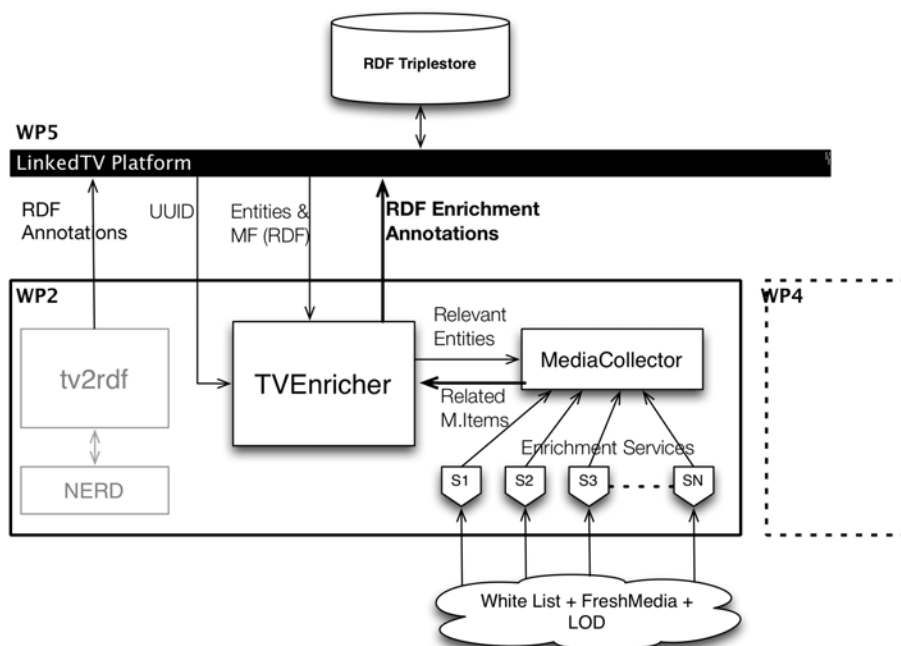 RDF Triplestore
WP5
LinkedTV Platform
RDF
Annotations
UUID
Entities &
MF (RDF)
RDF Enrichment
Annotations
WP2
WP4
tv2rdf
NERD
TVEnricher
Relevant
Entities
MediaCollector
Related
M.Items
Enrichment Services
S1
S2
S3
SN
White List + FreshMedia +
LOD